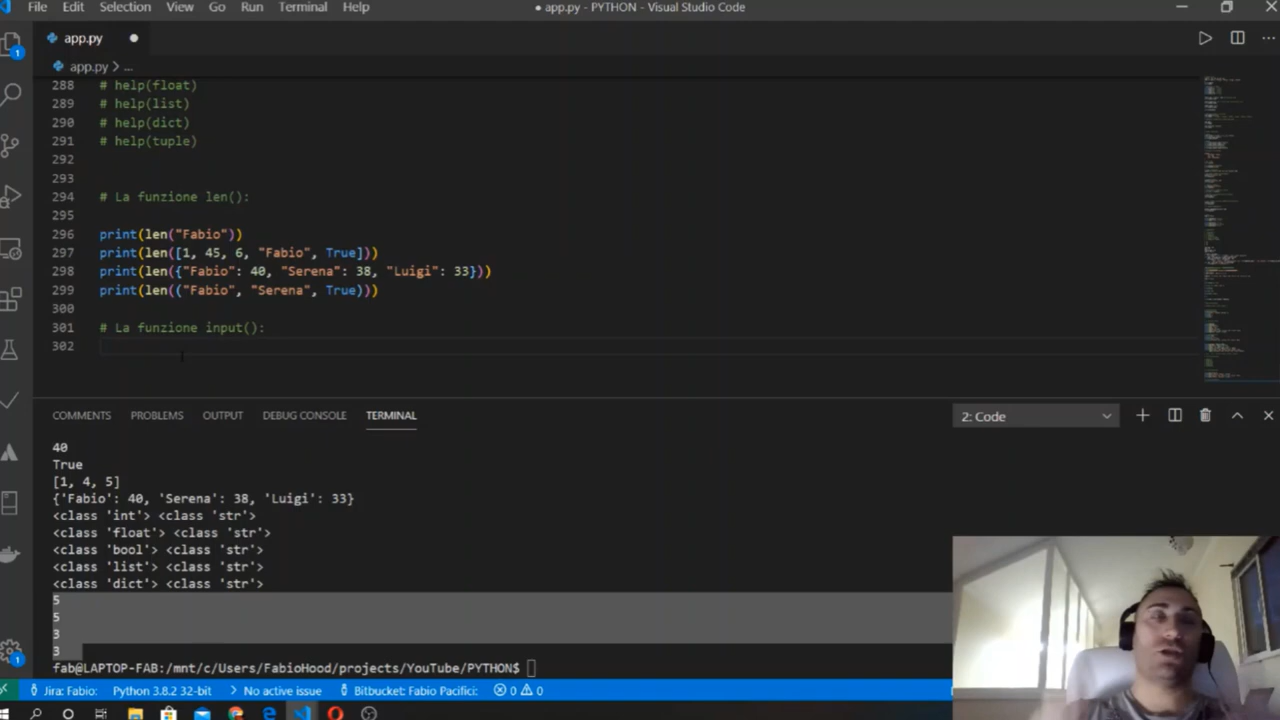 File Edit Selection View Go Run Terminal Help ● app.py - PYTHON - Visual Studio Code
app.py
app.py > ...
288 # help(float)
289 # help(list)
290 # help(dict)
291 # help(tuple)
292
293
294 # La funzione len():
295
296 print(len("Fabio"))
297 print(len([1, 45, 6, "Fabio", True]))
298 print(len({"Fabio": 40, "Serena": 38, "Luigi": 33}))
299 print(len(("Fabio", "Serena", True)))
300
301 # La funzione input():
302
COMMENTS PROBLEMS OUTPUT DEBUG CONSOLE TERMINAL 2: Code
40
True
[1, 4, 5]
{'Fabio': 40, 'Serena': 38, 'Luigi': 33}
<class 'int'> <class 'str'>
<class 'float'> <class 'str'>
<class 'bool'> <class 'str'>
<class 'list'> <class 'str'>
<class 'dict'> <class 'str'>
5
5
3
3
fab@LAPTOP-FAB:/mnt/c/Users/FabioHood/projects/YouTube/PYTHON$
Jira: Fabio: Python 3.8.2 32-bit No active issue Bitbucket: Fabio Pacifici: 0 0
1
1